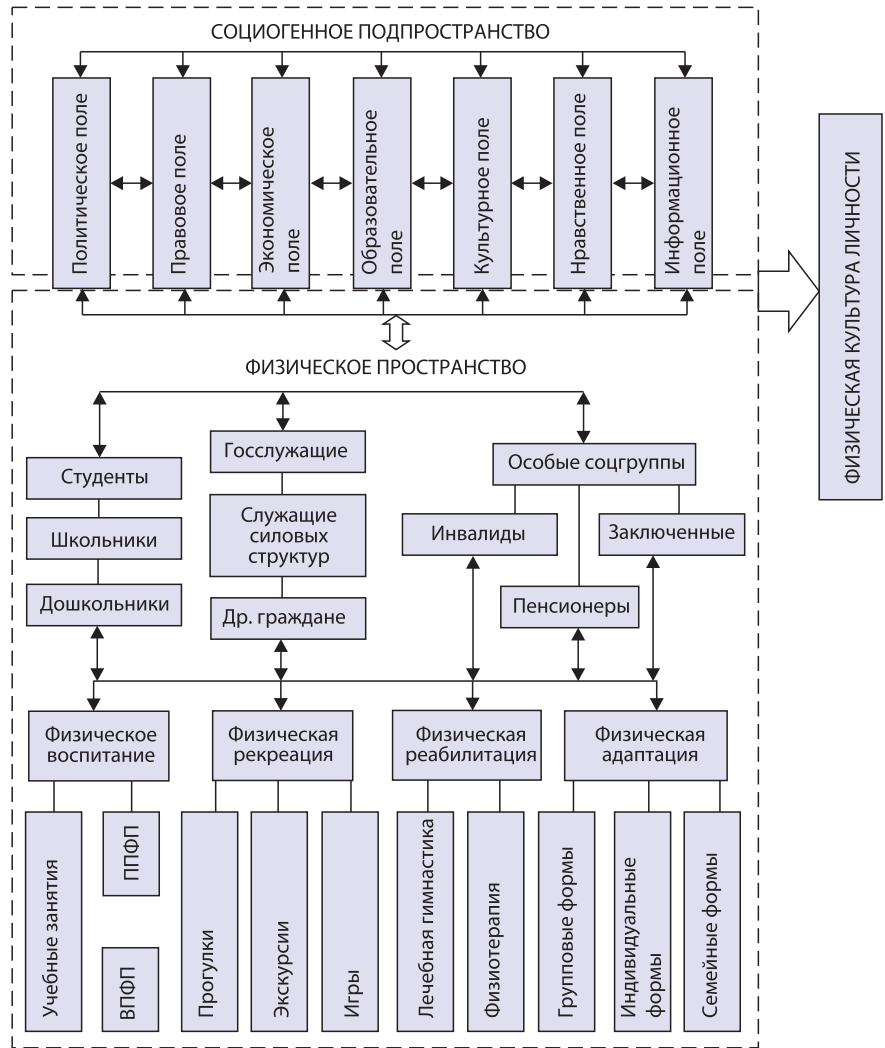 СОЦИОГЕННОЕ ПОДПРОСТРАНСТВО
Политическое поле
Правовое поле
Экономическое
поле
Образовательное
поле
Культурное поле
Нравственное поле
Информационное
поле
ФИЗИЧЕСКАЯ КУЛЬТУРА ЛИЧНОСТИ
ФИЗИЧЕСКОЕ ПРОСТРАНСТВО
Студенты
Школьники
Дошкольники
Госслужащие
Служащие
силовых
структур
Др. граждане
Особые соцгруппы
Инвалиды
Пенсионеры
Заключенные
Физическое
воспитание
Физическая
рекреация
Физическая
реабилитация
Физическая
адаптация
Учебные занятия
ППФП
ВПФП
Прогулки
Экскурсии
Игры
Лечебная гимнастика
Физиотерапия
Групповые формы
Индивидуальные
формы
Семейные формы